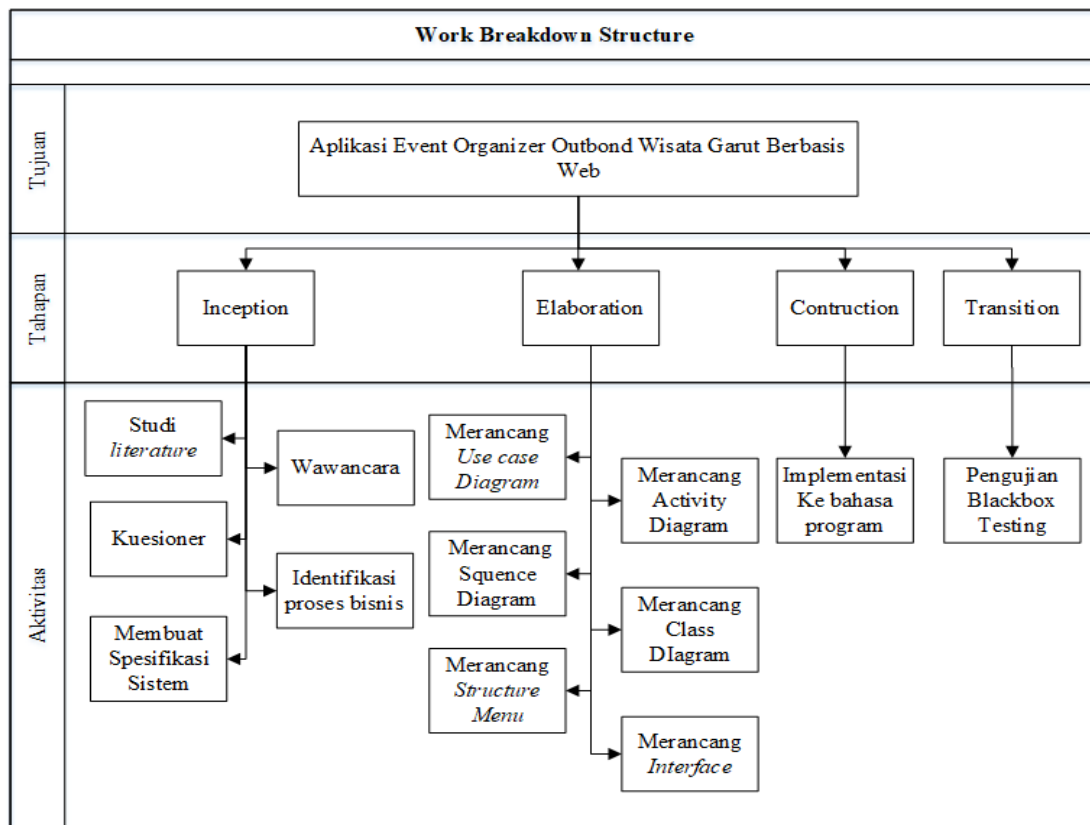 Work Breakdown Structure
Tujuan
Aplikasi Event Organizer Outbond Wisata Garut Berbasis
Web
Tahapan
Inception
Elaboration
Contruction
Transition
Aktivitas
Studi
literature
Wawancara
Kuesioner
Identifikasi
proses bisnis
Membuat
Spesifikasi
Sistem
Merancang
Use case
Diagram
Merancang
Activity
Diagram
Merancang
Squence
Diagram
Merancang
Class
DIagram
Merancang
Structure
Menu
Merancang
Interface
Implementasi
Ke bahasa
program
Pengujian
Blackbox
Testing